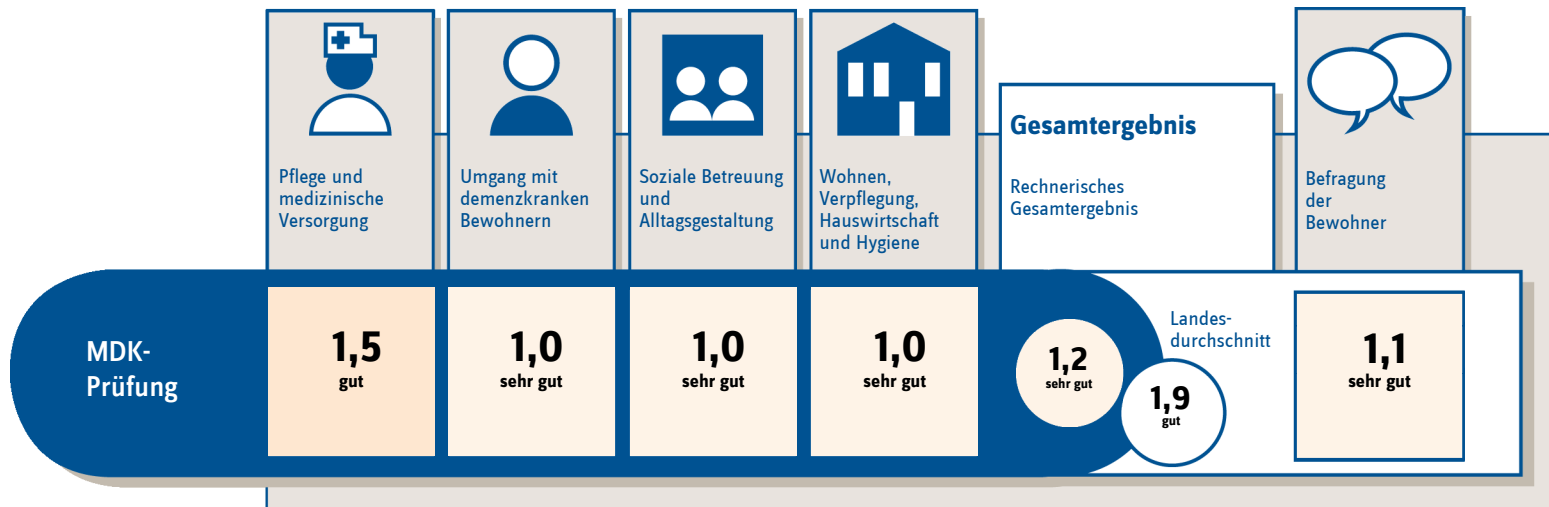 Pflege und
medizinische
Versorgung
Umgang mit
demenzkranken
Bewohnern
Soziale Betreuung
und
Alltagsgestaltung
Wohnen,
Verpflegung,
Hauswirtschaft
und Hygiene
Gesamtergebnis
Rechnerisches
Gesamtergebnis
Befragung
der
Bewohner
MDK-
Prüfung
1,5
gut
1,0
sehr gut
1,0
sehr gut
1,0
sehr gut
1,2
sehr gut
Landes-
durchschnitt
1,9
gut
1,1
sehr gut